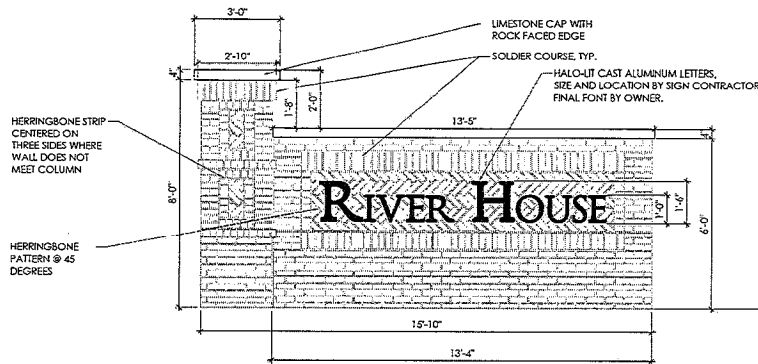 3'-0"
2'-10"
4"
1'-8"
2'-0"
LIMESTONE CAP WITH
ROCK FACED EDGE
SOLDIER COURSE, TYP.
HALO-LIT CAST ALUMINUM LETTERS,
SIZE AND LOCATION BY SIGN CONTRACTOR
FINAL FONT BY OWNER.
13'-5"
4"
HERRINGBONE STRIP
CENTERED ON
THREE SIDES WHERE
WALL DOES NOT
MEET COLUMN
8'-0"
RIVER HOUSE
1'-0"
1'-6"
6'-0"
HERRINGBONE
PATTERN @ 45
DEGREES
15'-10"
13'-4"